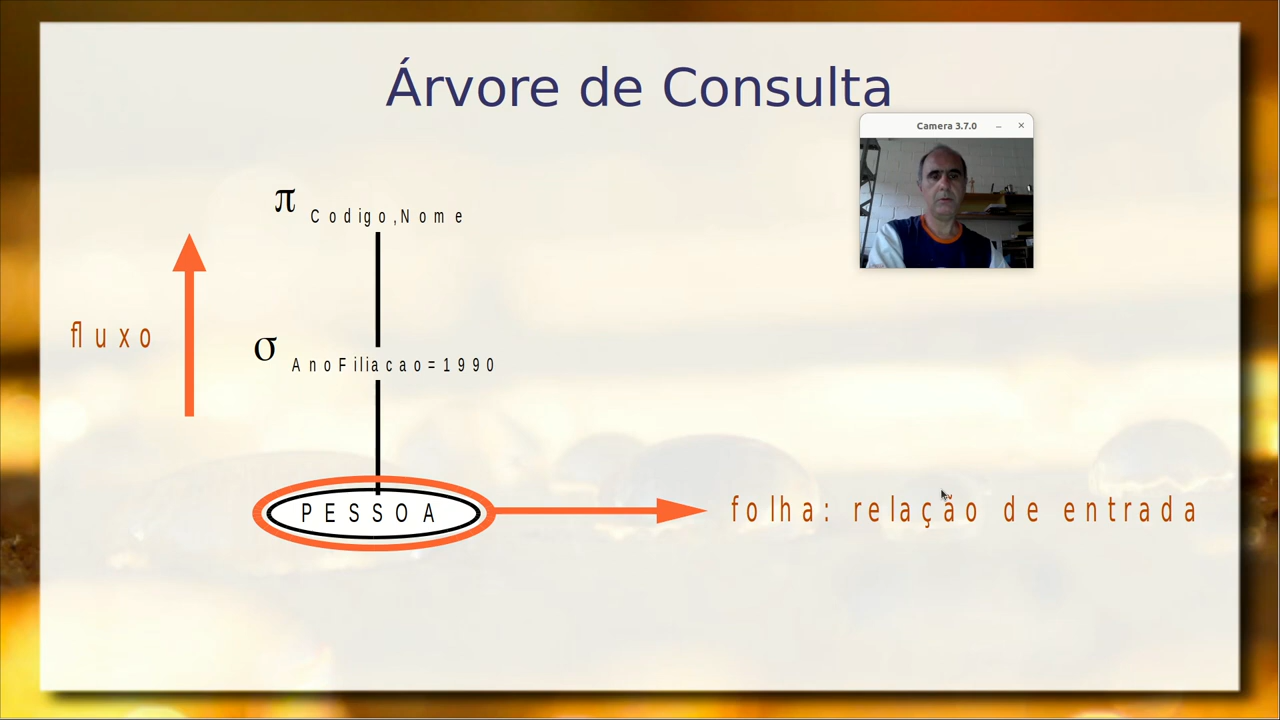 Árvore de Consulta
Camera 3.7.0
π Codigo,Nome
fluxo
σ AnoFiliacao=1990
PESSOA
folha: relação de entrada